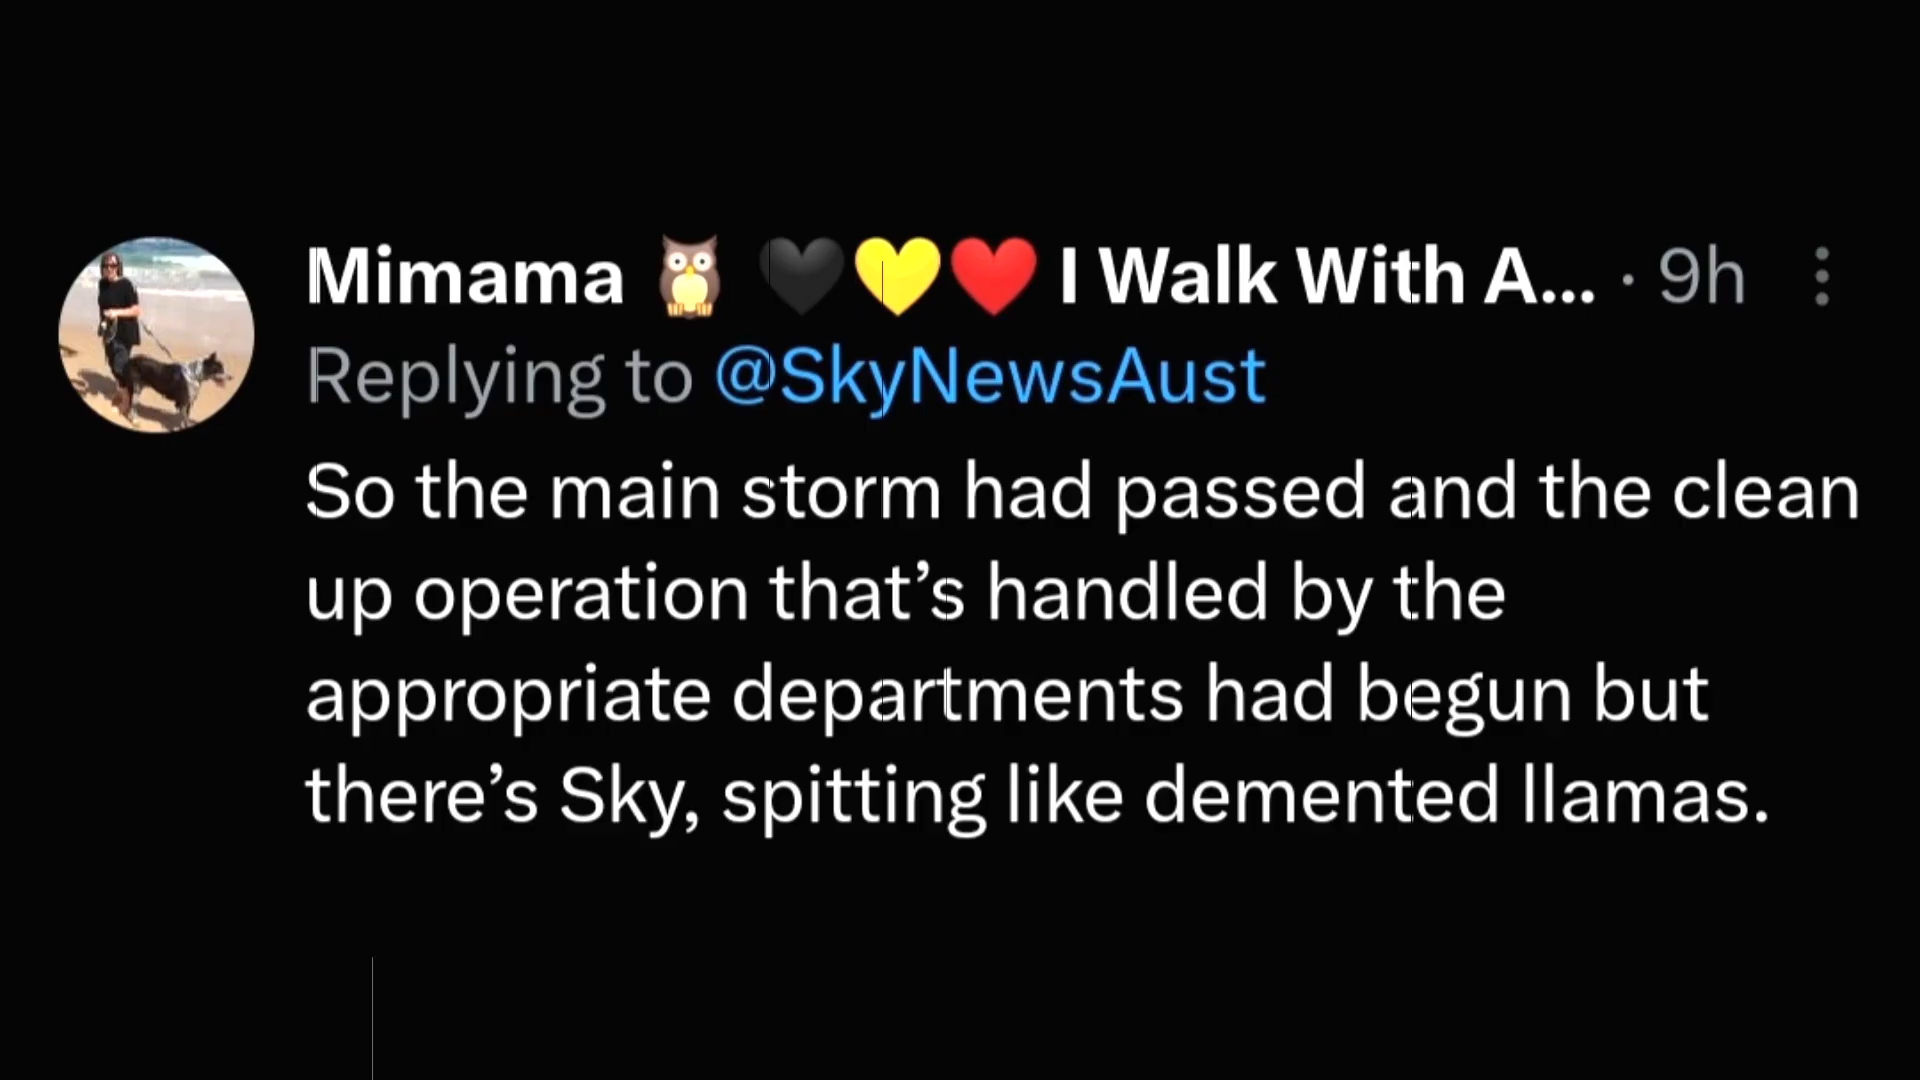 Mimama 🦉 🖤💛❤️ I Walk With A... · 9h
Replying to @SkyNewsAust
So the main storm had passed and the clean
up operation that’s handled by the
appropriate departments had begun but
there’s Sky, spitting like demented llamas.